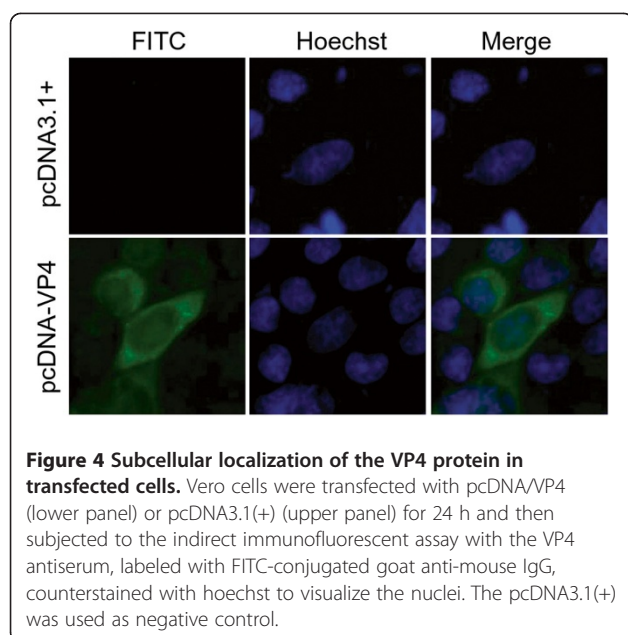 FITC Hoechst Merge
pcDNA3.1+
pcDNA-VP4
Figure 4 Subcellular localization of the VP4 protein in
transfected cells. Vero cells were transfected with pcDNA/VP4
(lower panel) or pcDNA3.1(+) (upper panel) for 24 h and then
subjected to the indirect immunofluorescent assay with the VP4
antiserum, labeled with FITC-conjugated goat anti-mouse IgG,
counterstained with hoechst to visualize the nuclei. The pcDNA3.1(+)
was used as negative control.